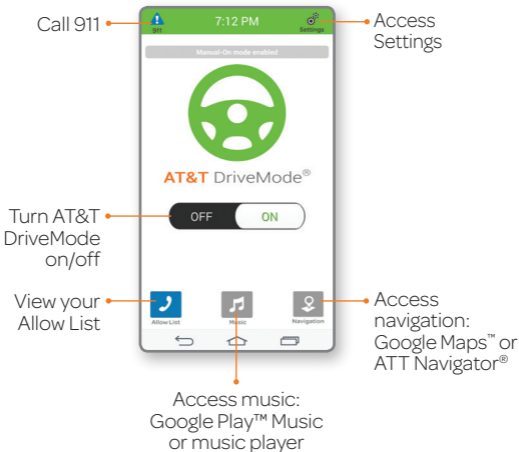 Call 911
911
7:12 PM
Settings
Access
Settings
Manual-On mode enabled
AT&T DriveMode®
Turn AT&T
DriveMode
on/off
OFF
ON
View your
Allow List
Allow List
Music
Navigation
Access
navigation:
Google Maps™ or
ATT Navigator®
Access music:
Google Play™ Music
or music player